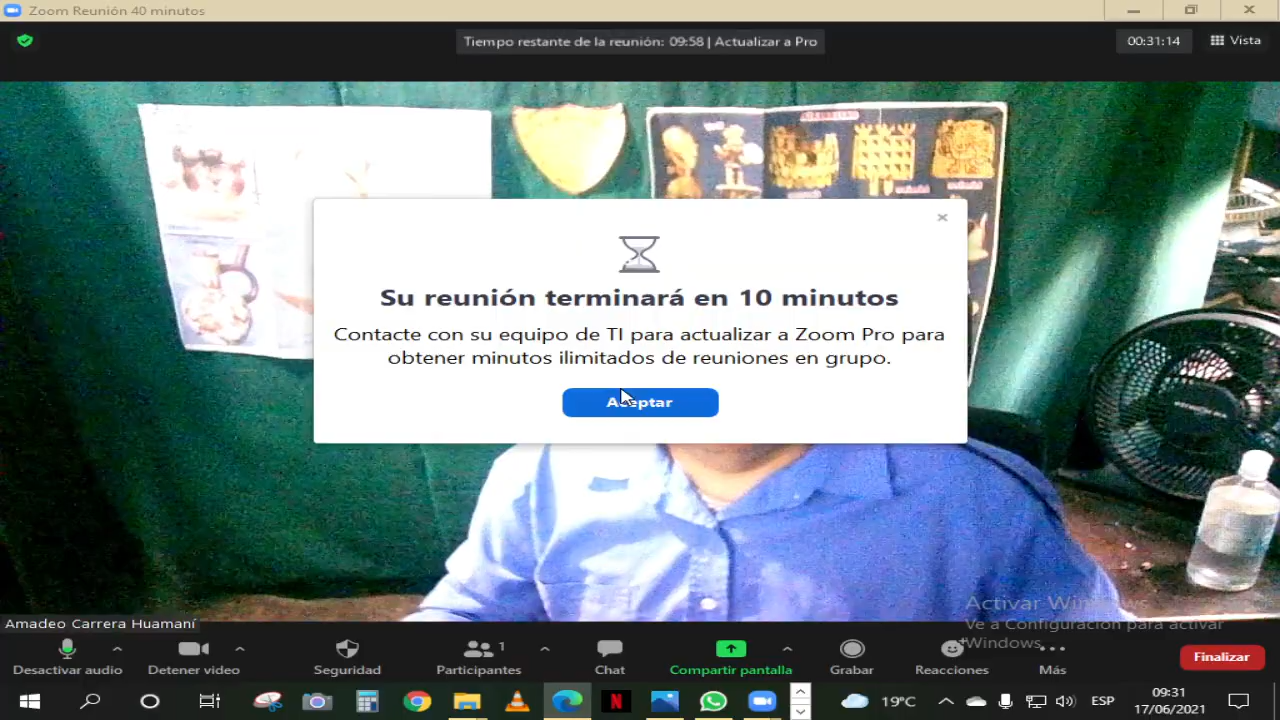 Zoom Reunión 40 minutos
Tiempo restante de la reunión: 09:58 | Actualizar a Pro
00:31:14
Vista
Su reunión terminará en 10 minutos
Contacte con su equipo de TI para actualizar a Zoom Pro para
obtener minutos ilimitados de reuniones en grupo.
Aceptar
Amadeo Carrera Huamaní
Activar Windows
Ve a Configuración para activar
Windows.
1
Desactivar audio
Detener video
Seguridad
Participantes
Chat
Compartir pantalla
Grabar
Reacciones
Más
Finalizar
N
19°C
ESP
09:31
17/06/2021